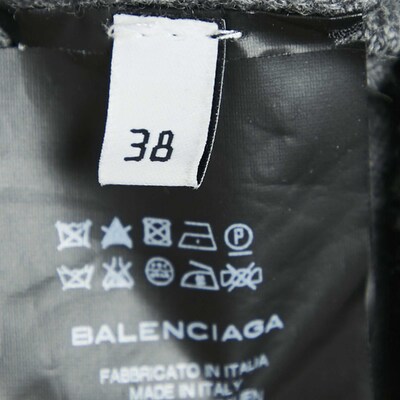 38
P
BALENCIAGA
FABBRICATO IN ITALIA
MADE IN ITALY